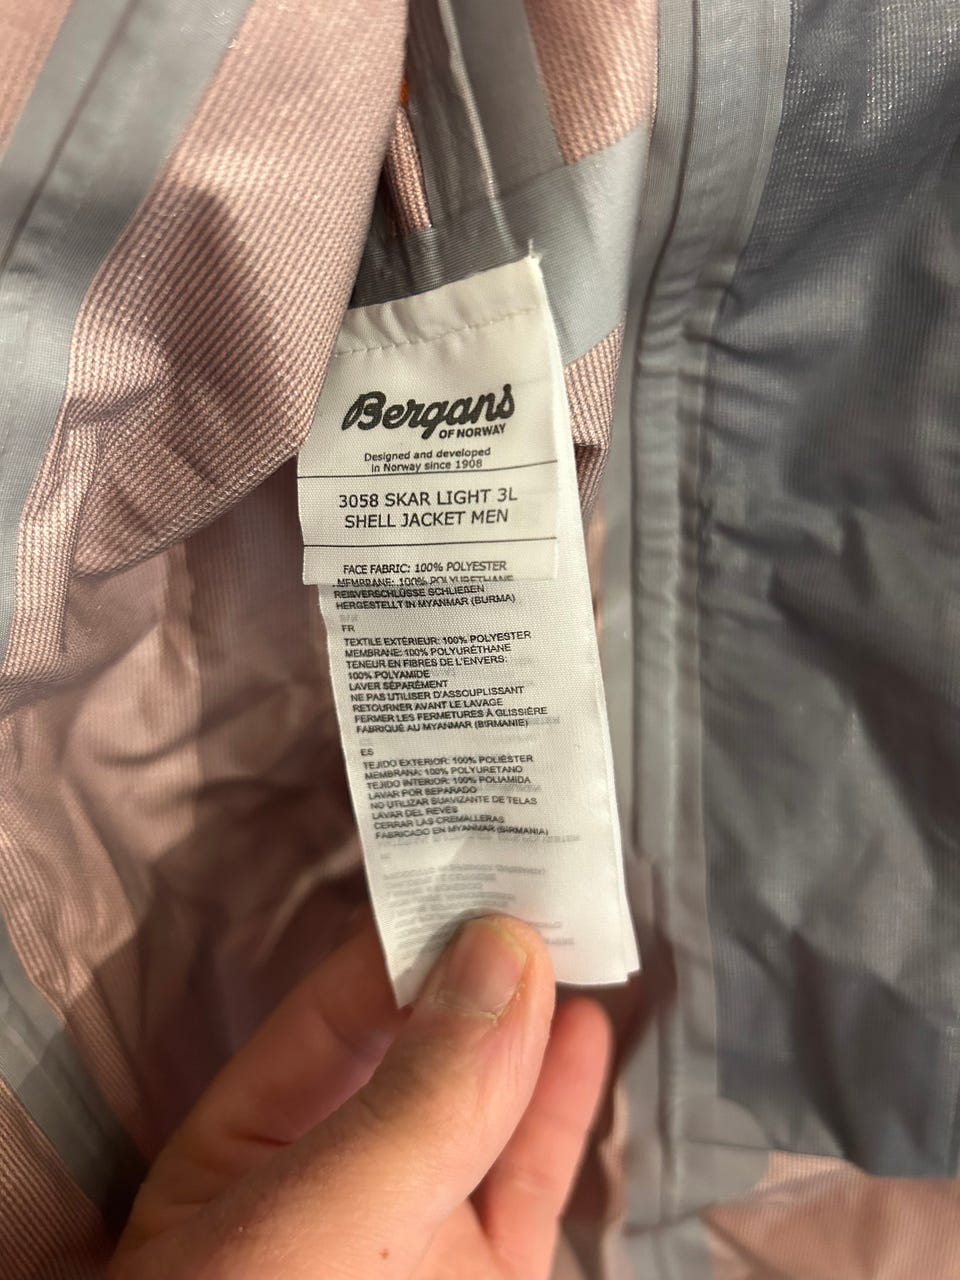 Bergans
OF NORWAY
Designed and developed
in Norway since 1908
3058 SKAR LIGHT 3L
SHELL JACKET MEN
FACE FABRIC: 100% POLYESTER
MEMBRANE: 100% POLYURETHANE
REIẞVERSCHLÜSSE SCHLIEẞEN
HERGESTELLT IN MYANMAR (BURMA)
FR
TEXTILE EXTÉRIEUR: 100% POLYESTER
MEMBRANE: 100% POLYURÉTHANE
TENEUR EN FIBRES DE L'ENVERS:
100% POLYAMIDE
LAVER SÉPARÉMENT
NE PAS UTILISER D'ASSOUPLISSANT
RETOURNER AVANT LE LAVAGE
FERMER LES FERMETURES À GLISSIÈRE
FABRIQUÉ AU MYANMAR (BIRMANIE)
ES
TEJIDO EXTERIOR: 100% POLIÉSTER
MEMBRANA: 100% POLYURETANO
TEJIDO INTERIOR: 100% POLIAMIDA
LAVAR POR SEPARADO
NO UTILIZAR SUAVIZANTE DE TELAS
LAVAR DEL REVÉS
CERRAR LAS CREMALLERAS
FABRICADO EN MYANMAR (BIRMANIA)